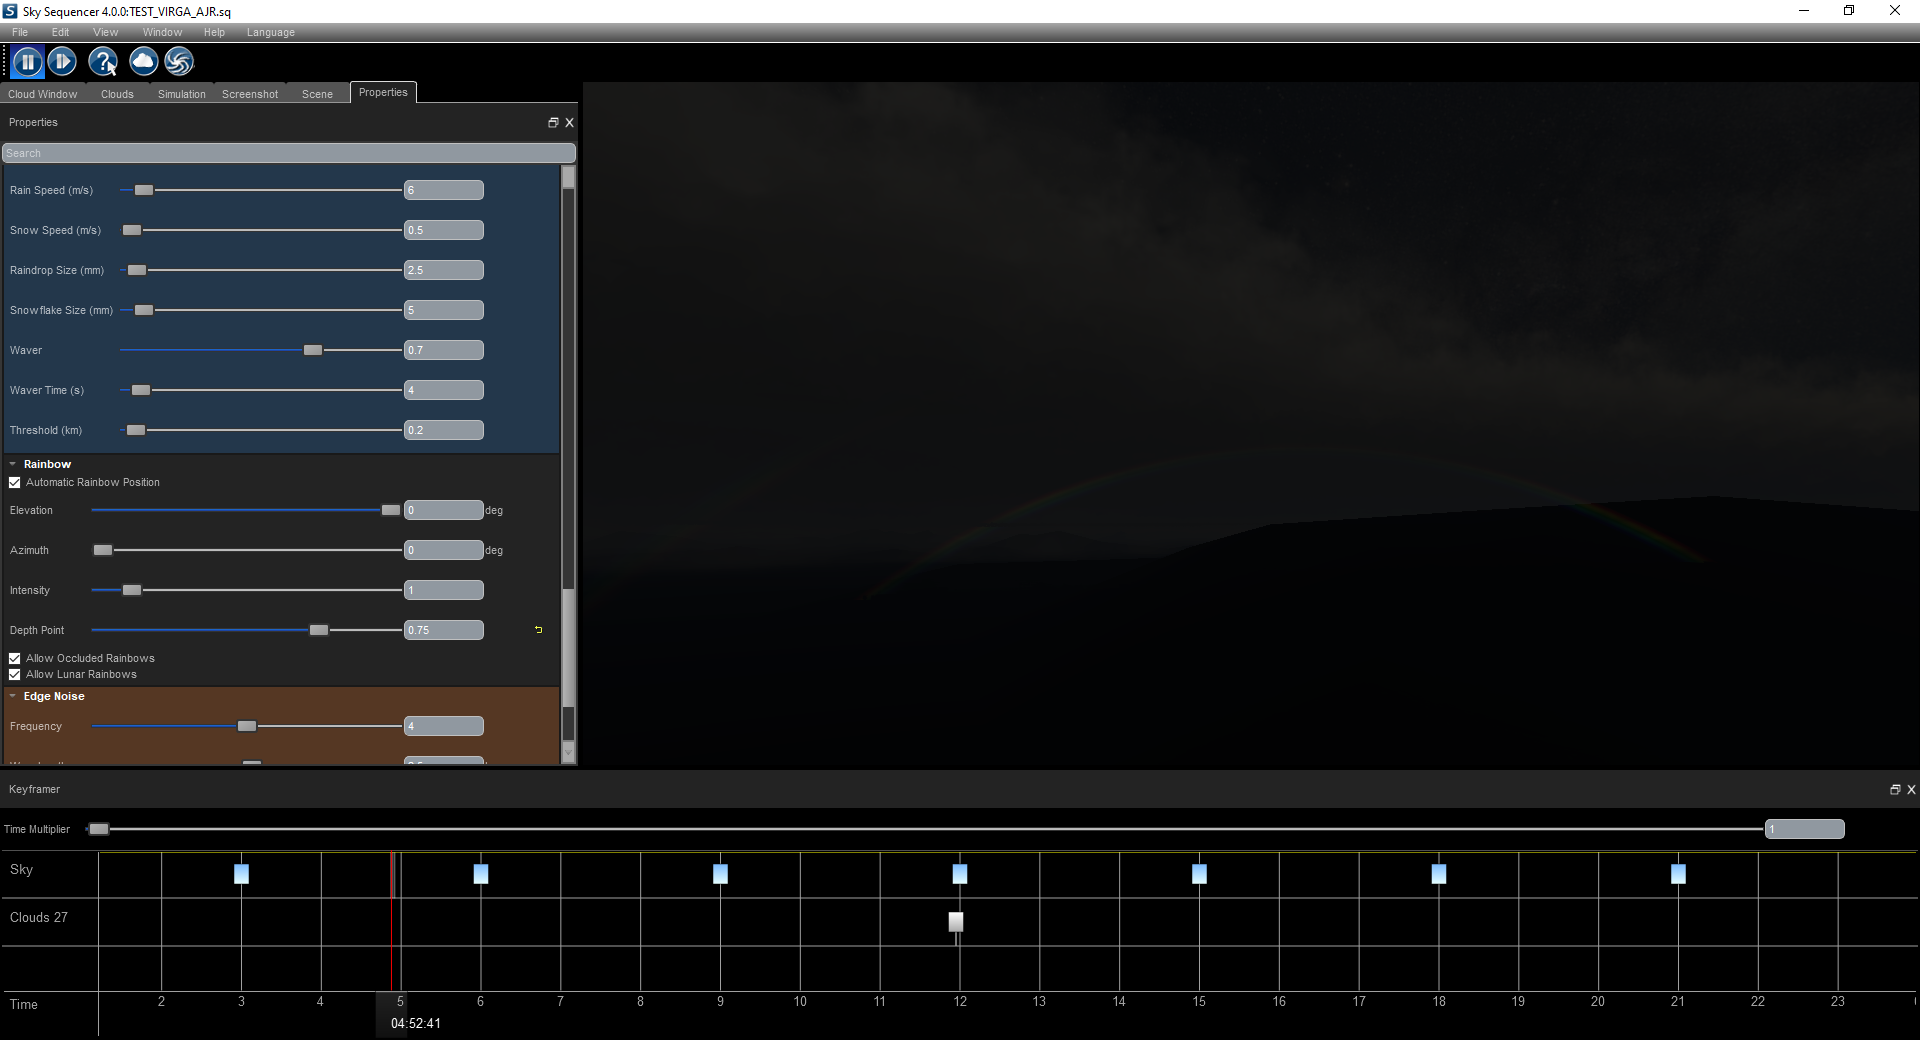 Sky Sequencer 4.0.0:TEST_VIRGA_AJR.sq
File Edit View Window Help Language
Cloud Window Clouds Simulation Screenshot Scene Properties
Properties
Search
Rain Speed (m/s) 6
Snow Speed (m/s) 0.5
Raindrop Size (mm) 2.5
Snowflake Size (mm) 5
Waver 0.7
Waver Time (s) 4
Threshold (km) 0.2
Rainbow
Automatic Rainbow Position
Elevation 0 deg
Azimuth 0 deg
Intensity 1
Depth Point 0.75
Allow Occluded Rainbows
Allow Lunar Rainbows
Edge Noise
Frequency 4
Keyframer
Time Multiplier 1
Sky
Clouds 27
Time 2 3 4 5 6 7 8 9 10 11 12 13 14 15 16 17 18 19 20 21 22 23
04:52:41